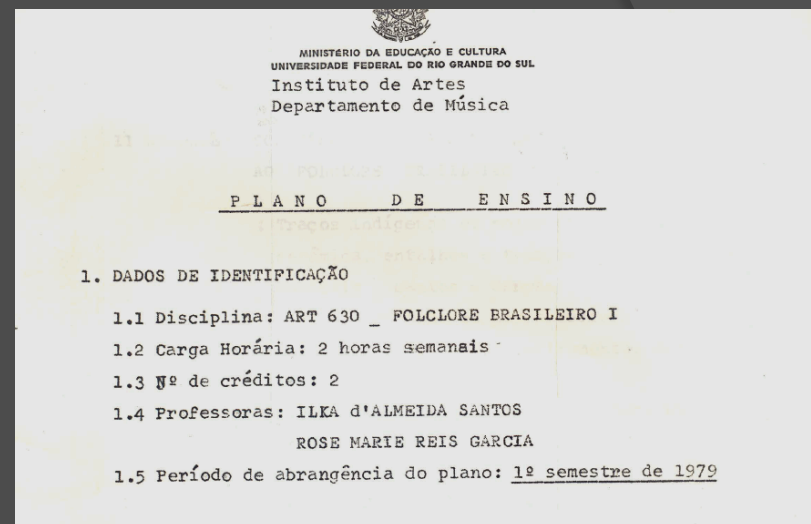 MINISTÉRIO DA EDUCAÇÃO E CULTURA
UNIVERSIDADE FEDERAL DO RIO GRANDE DO SUL
Instituto de Artes
Departamento de Música
PLANO DE ENSINO
1. DADOS DE IDENTIFICAÇÃO
1.1 Disciplina: ART 630 _ FOLCLORE BRASILEIRO I
1.2 Carga Horária: 2 horas semanais
1.3 Nº de créditos: 2
1.4 Professoras: ILKA d'ALMEIDA SANTOS
ROSE MARIE REIS GARCIA
1.5 Período de abrangência do plano: 1º semestre de 1979